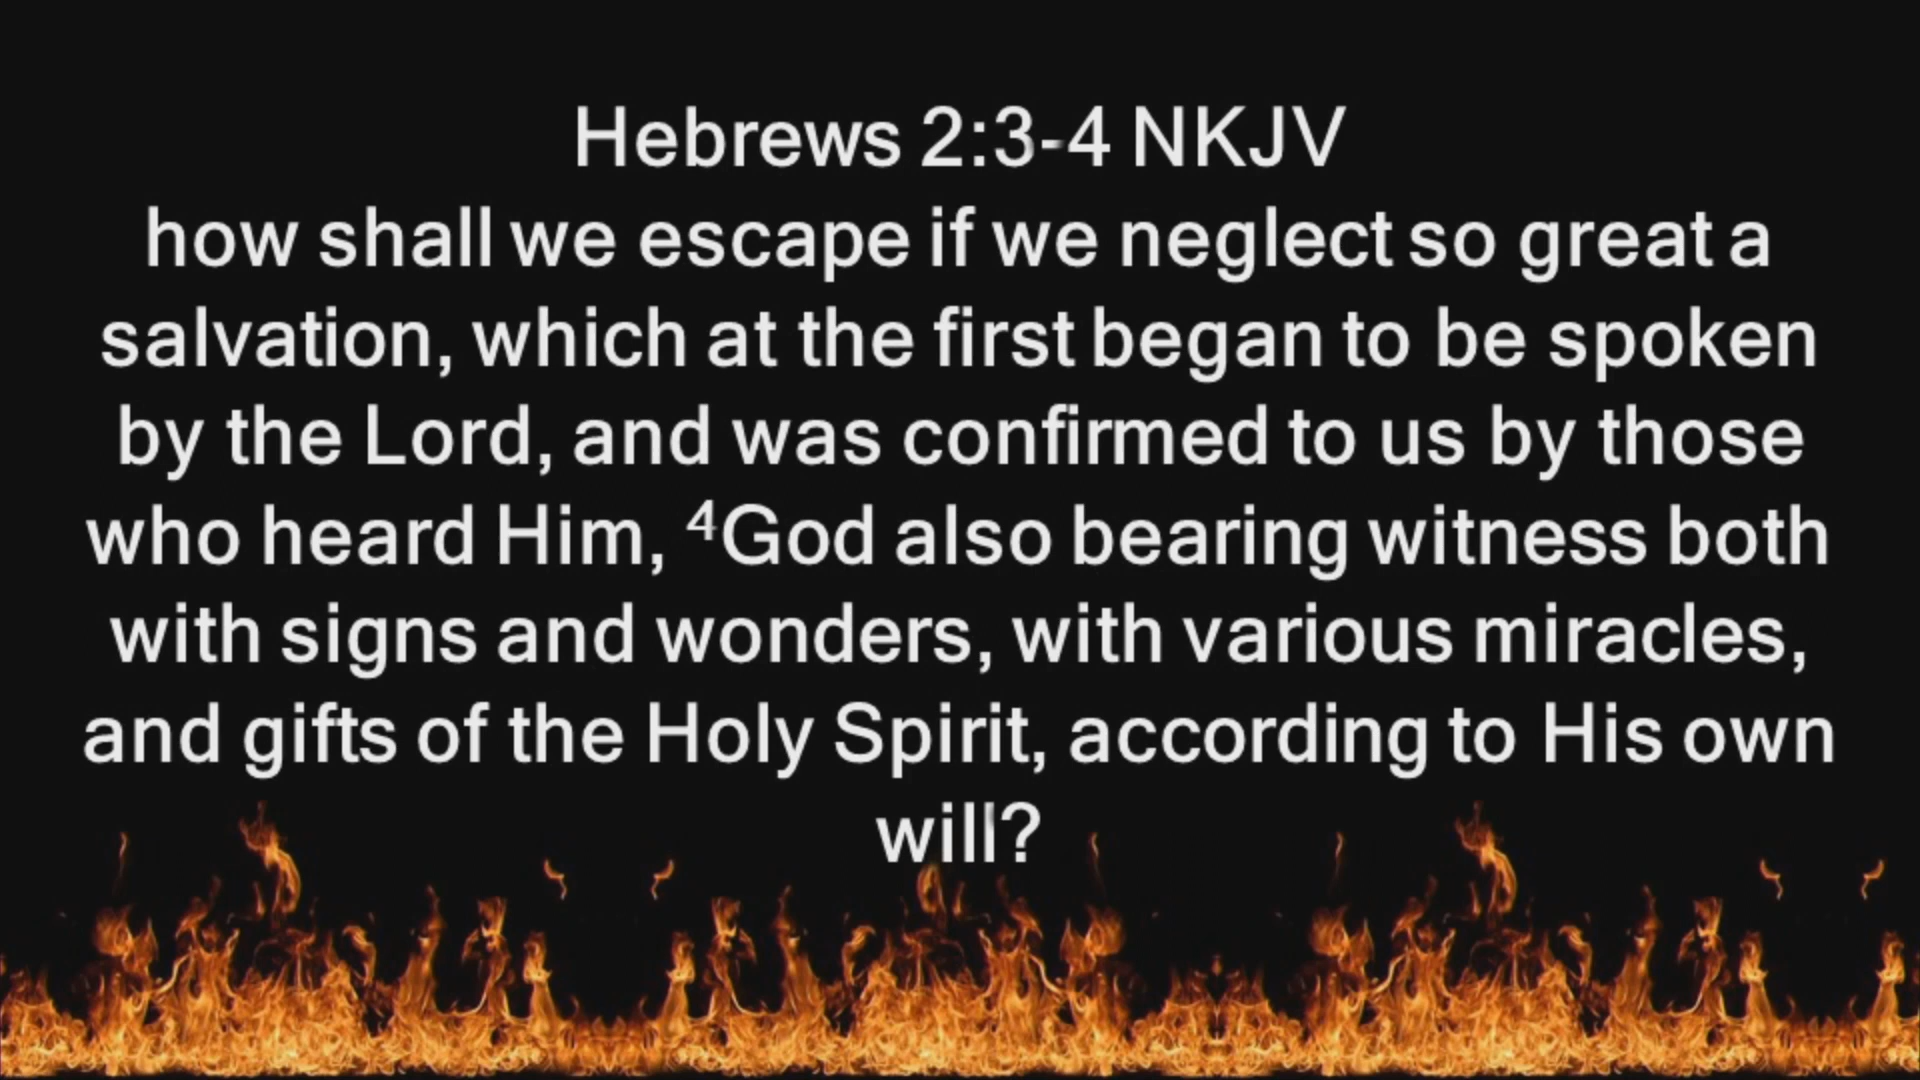 Hebrews 2:3-4 NKJV
how shall we escape if we neglect so great a
salvation, which at the first began to be spoken
by the Lord, and was confirmed to us by those
who heard Him, ⁴God also bearing witness both
with signs and wonders, with various miracles,
and gifts of the Holy Spirit, according to His own
will?